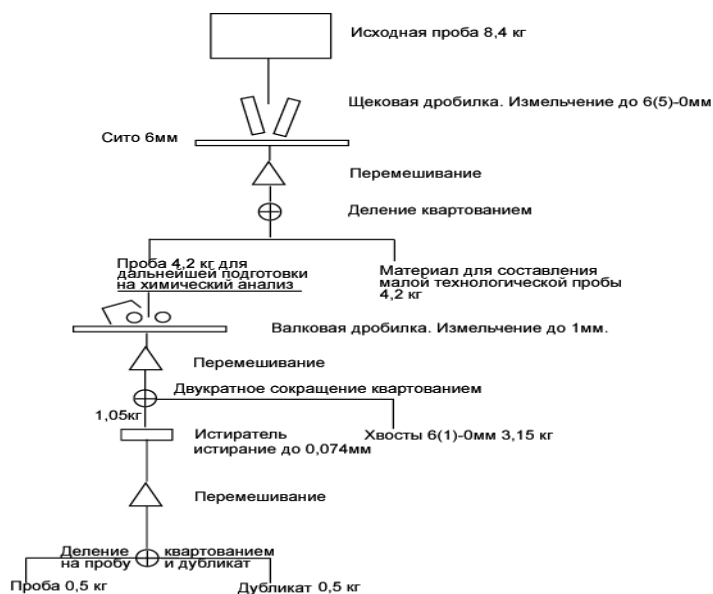 Исходная проба 8,4 кг
Щековая дробилка. Измельчение до 6(5)-0мм
Сито 6мм
Перемешивание
Деление квартованием
Проба 4,2 кг для
дальнейшей подготовки
на химический анализ
Материал для составления
малой технологической пробы
4,2 кг
Валковая дробилка. Измельчение до 1мм.
Перемешивание
Двукратное сокращение квартованием
1,05кг
Истиратель
истирание до 0,074мм
Хвосты 6(1)-0мм 3,15 кг
Перемешивание
Деление квартованием
на пробу и дубликат
Проба 0,5 кг
Дубликат 0,5 кг